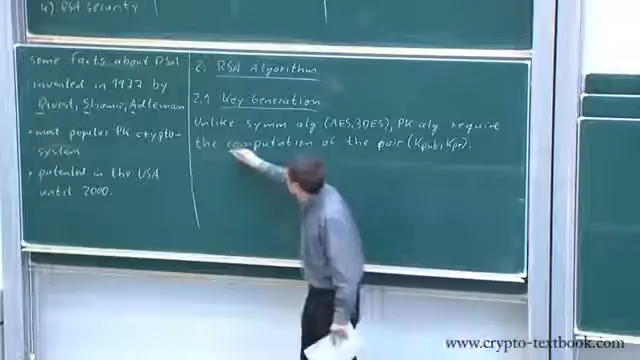 4) RSA Security
Some Facts about RSA
invented in 1977 by
Rivest, Shamir, Adleman
• most popular PK crypto-
system
• patented in the USA
until 2000.
2. RSA Algorithm
2.1 Key Generation
Unlike symm alg (AES, 3DES), PK alg require
the computation of the pair (Kpub, Kpr).
www.crypto-textbook.com